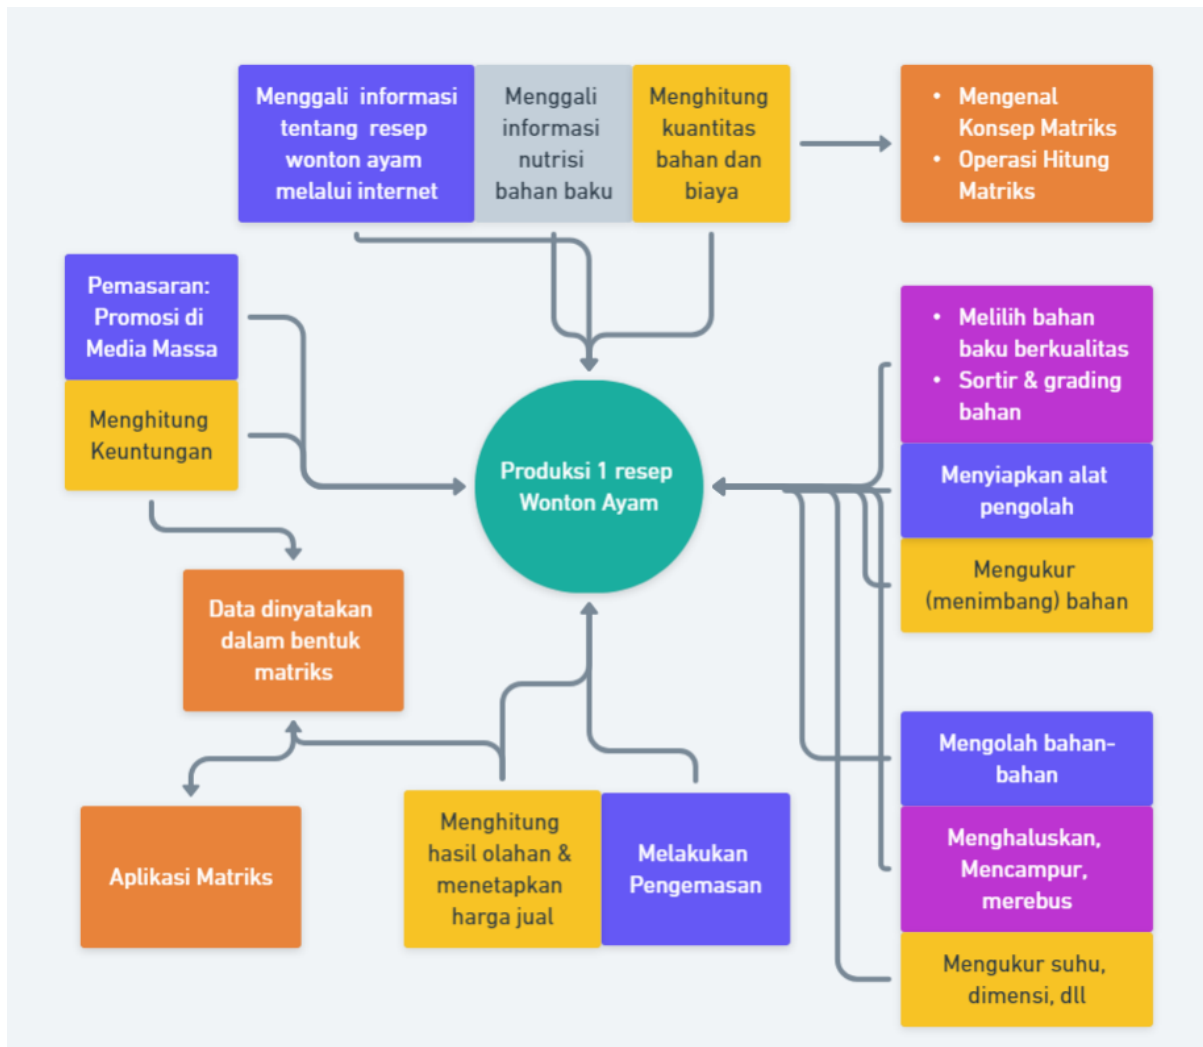 Menggali informasi
tentang resep
wonton ayam
melalui internet
Menggali
informasi
nutrisi
bahan baku
Menghitung
kuantitas
bahan dan
biaya
• Mengenal
Konsep Matriks
• Operasi Hitung
Matriks
Pemasaran:
Promosi di
Media Massa
Menghitung
Keuntungan
Produksi 1 resep
Wonton Ayam
• Melilih bahan
baku berkualitas
• Sortir & grading
bahan
Menyiapkan alat
pengolah
Mengukur
(menimbang) bahan
Data dinyatakan
dalam bentuk
matriks
Aplikasi Matriks
Menghitung
hasil olahan &
menetapkan
harga jual
Melakukan
Pengemasan
Mengolah bahan-
bahan
Menghaluskan,
Mencampur,
merebus
Mengukur suhu,
dimensi, dll